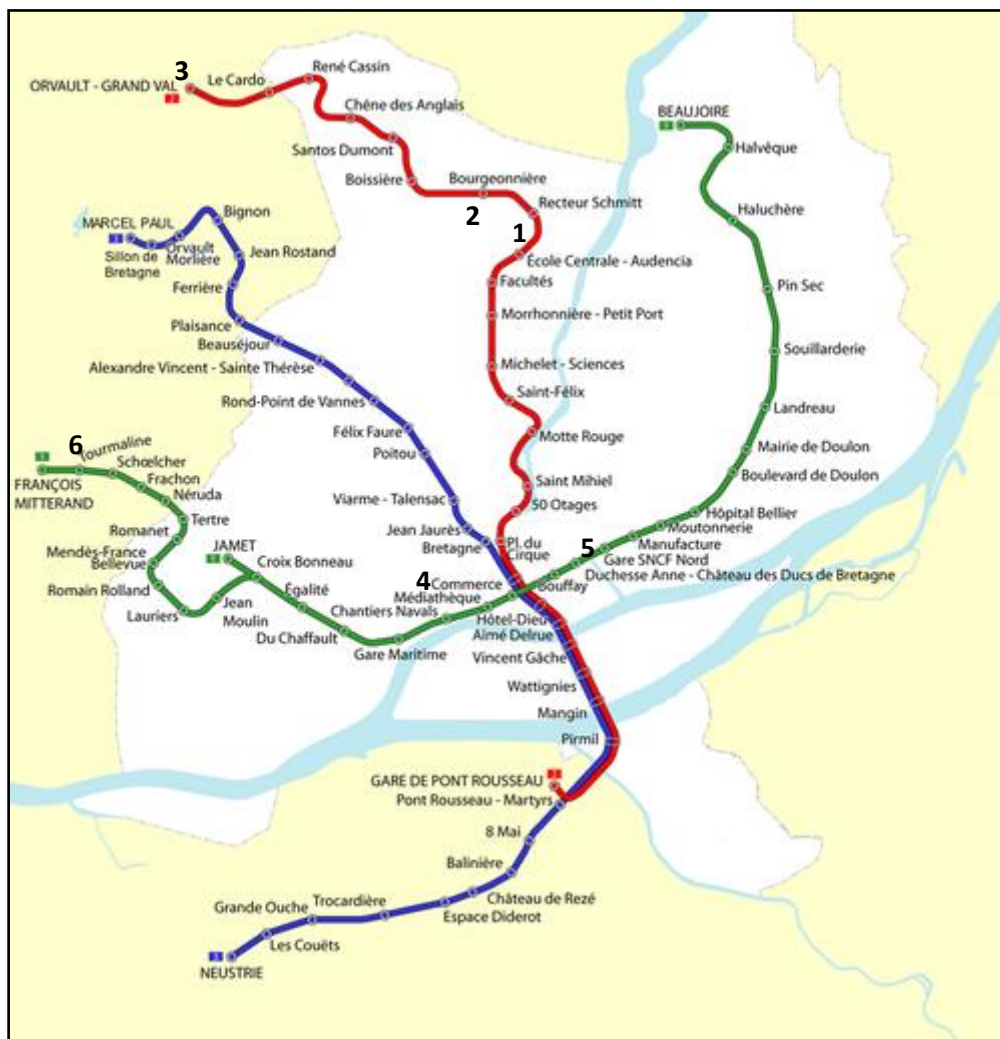 3
ORVAULT - GRAND VAL
2
Le Cardo
René Cassin
Chêne des Anglais
Santos Dumont
Boissière
Bourgeonnière
2
Recteur Schmitt
1
École Centrale - Audencia
Facultés
Morrhonnière - Petit Port
Michelet - Sciences
Saint-Félix
Motte Rouge
Saint Mihiel
50 Otages
Pl. du
Cirque
BEAUJOIRE
1
Halvêque
Haluchère
Pin Sec
Souillarderie
Landreau
Mairie de Doulon
Boulevard de Doulon
Hôpital Bellier
Moutonnerie
Manufacture
5
Gare SNCF Nord
Duchesse Anne - Château des Ducs de Bretagne
Bouffay
MARCEL PAUL
3
Sillon de
Bretagne
Orvault
Morlière
Bignon
Jean Rostand
Ferrière
Plaisance
Beauséjour
Alexandre Vincent - Sainte Thérèse
Rond-Point de Vannes
Félix Faure
Poitou
Viarme - Talensac
Jean Jaurès
Bretagne
6
1
FRANÇOIS
MITTERAND
Tourmaline
Schœlcher
Frachon
Néruda
Tertre
Romanet
Mendès-France
Bellevue
Romain Rolland
Lauriers
Jean
Moulin
JAMET
1
Croix Bonneau
Égalité
Du Chaffault
Gare Maritime
Chantiers Navals
4
Commerce
Médiathèque
Hôtel-Dieu
Aimé Delrue
Vincent Gâche
Wattignies
Mangin
Pirmil
2
GARE DE PONT ROUSSEAU
Pont Rousseau - Martyrs
8 Mai
Balinière
Château de Rezé
Espace Diderot
Trocardière
Grande Ouche
Les Couëts
3
NEUSTRIE